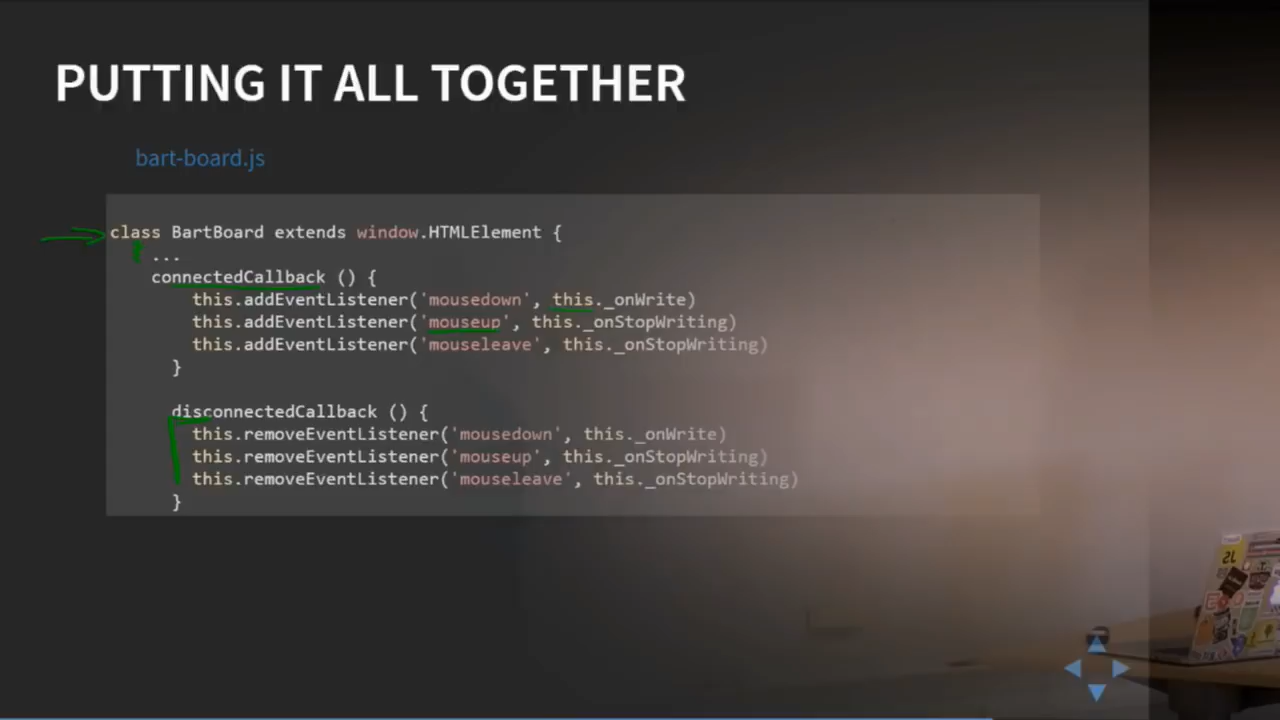 PUTTING IT ALL TOGETHER
bart-board.js
class BartBoard extends window.HTMLElement {
...
connectedCallback () {
this.addEventListener('mousedown', this._onWrite)
this.addEventListener('mouseup', this._onStopWriting)
this.addEventListener('mouseleave', this._onStopWriting)
}
disconnectedCallback () {
this.removeEventListener('mousedown', this._onWrite)
this.removeEventListener('mouseup', this._onStopWriting)
this.removeEventListener('mouseleave', this._onStopWriting)
}